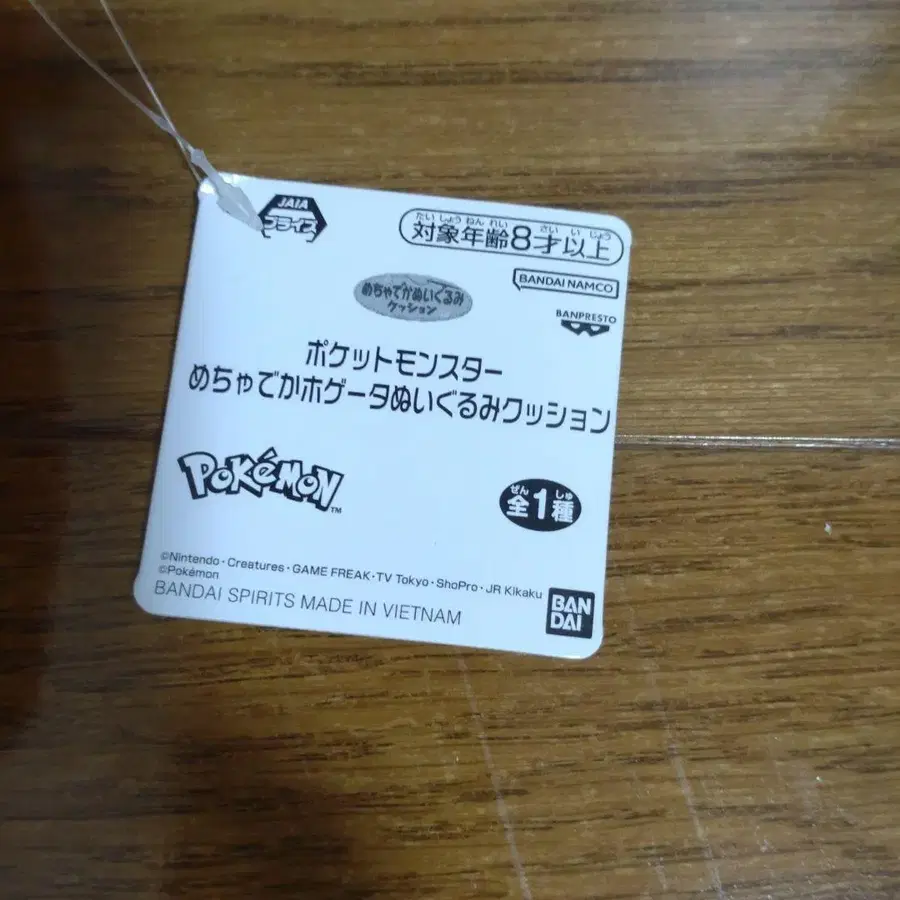 JAIA
プライズ
たいしょうねんれい さいいじょう
対象年齢8才以上
BANDAI NAMCO
めちゃでかぬいぐるみ
クッション
BANPRESTO
ポケットモンスター
めちゃでかホゲータぬいぐるみクッション
POKéMON™
ぜん しゅ
全1種
©Nintendo・Creatures・GAME FREAK・TV Tokyo・ShoPro・JR Kikaku
©Pokémon
BANDAI SPIRITS MADE IN VIETNAM
BAN
DAI